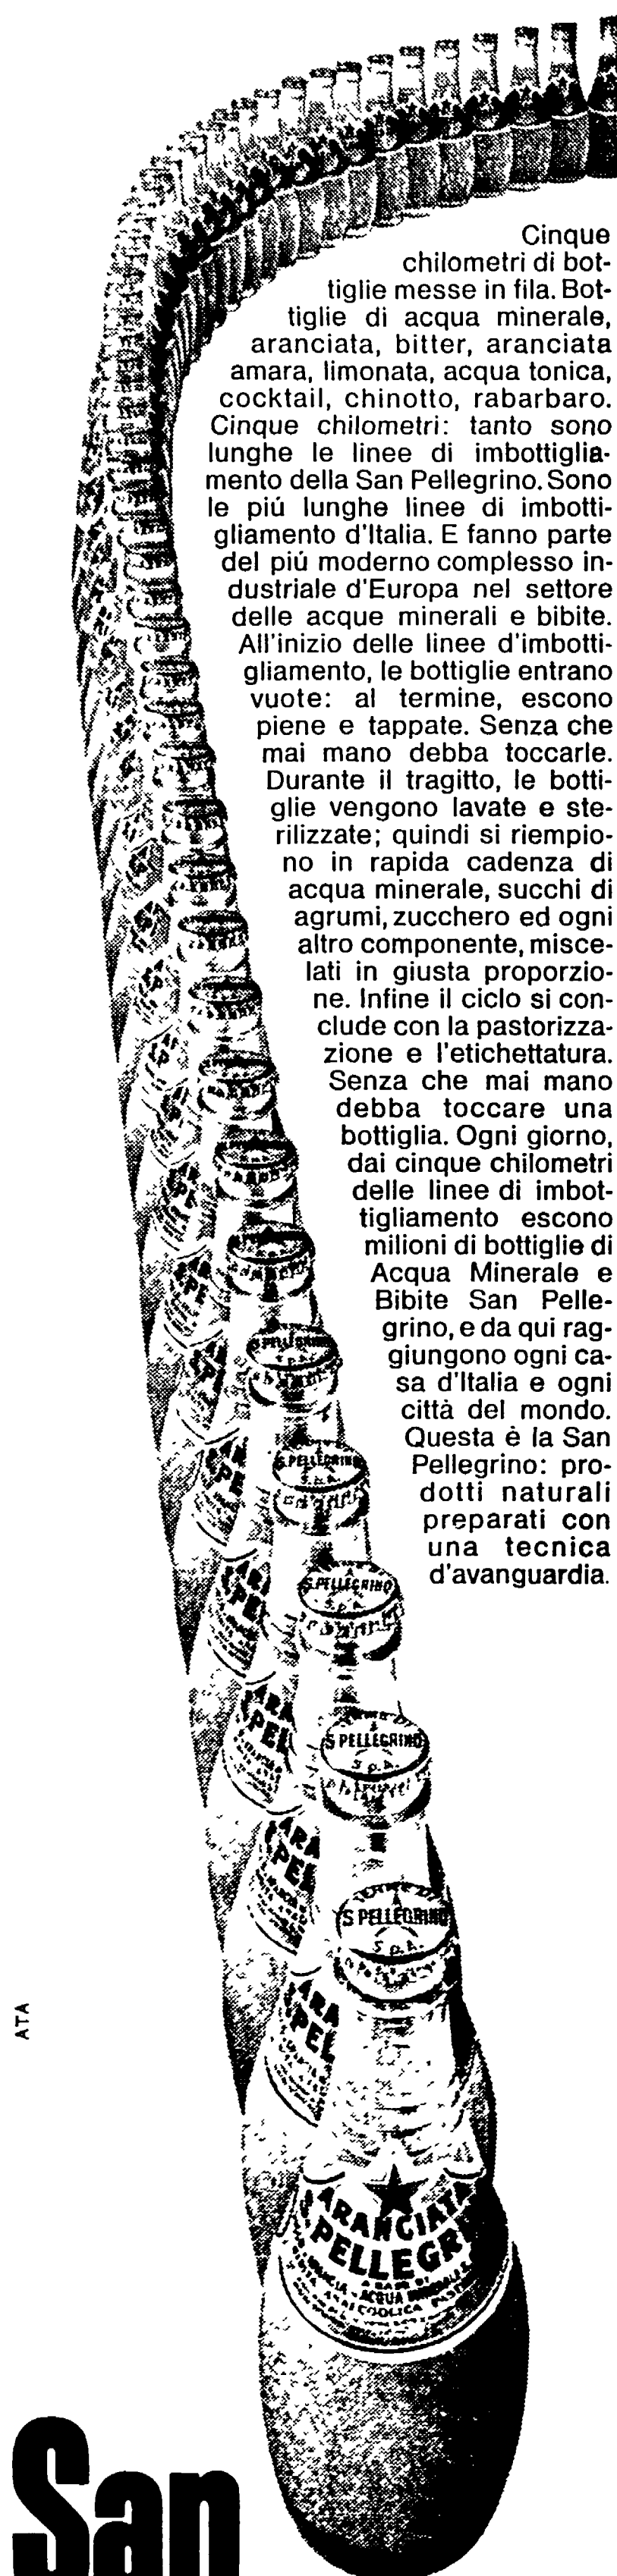 Cinque
chilometri di bot-
tiglie messe in fila. Bot-
tiglie di acqua minerale,
aranciata, bitter, aranciata
amara, limonata, acqua tonica,
cocktail, chinotto, rabarbaro.
Cinque chilometri: tanto sono
lunghe le linee di imbottiglia-
mento della San Pellegrino. Sono
le piú lunghe linee di imbotti-
gliamento d'Italia. E fanno parte
del piú moderno complesso in-
dustriale d'Europa nel settore
delle acque minerali e bibite.
All'inizio delle linee d'imbotti-
gliamento, le bottiglie entrano
vuote: al termine, escono
piene e tappate. Senza che
mai mano debba toccarle.
Durante il tragitto, le botti-
glie vengono lavate e ste-
rilizzate; quindi si riempio-
no in rapida cadenza di
acqua minerale, succhi di
agrumi, zucchero ed ogni
altro componente, misce-
lati in giusta proporzio-
ne. Infine il ciclo si con-
clude con la pastorizza-
zione e l'etichettatura.
Senza che mai mano
debba toccare una
bottiglia. Ogni giorno,
dai cinque chilometri
delle linee di imbot-
tigliamento escono
milioni di bottiglie di
Acqua Minerale e
Bibite San Pelle-
grino, e da qui rag-
giungono ogni ca-
sa d'Italia e ogni
città del mondo.
Questa è la San
Pellegrino: pro-
dotti naturali
preparati con
una tecnica
d'avanguardia.
S.PELLEGRINO
S.p.A.
S.PELLEGRINO
S.p.A.
S.PELLEGRINO
S.p.A.
S PELLEGRINO
S.p.A.
S PELLEGRINO
S.p.A.
ATA
ARANCIATA
S.PELLEGR
A BASE DI
ACQUA MINERALE
San